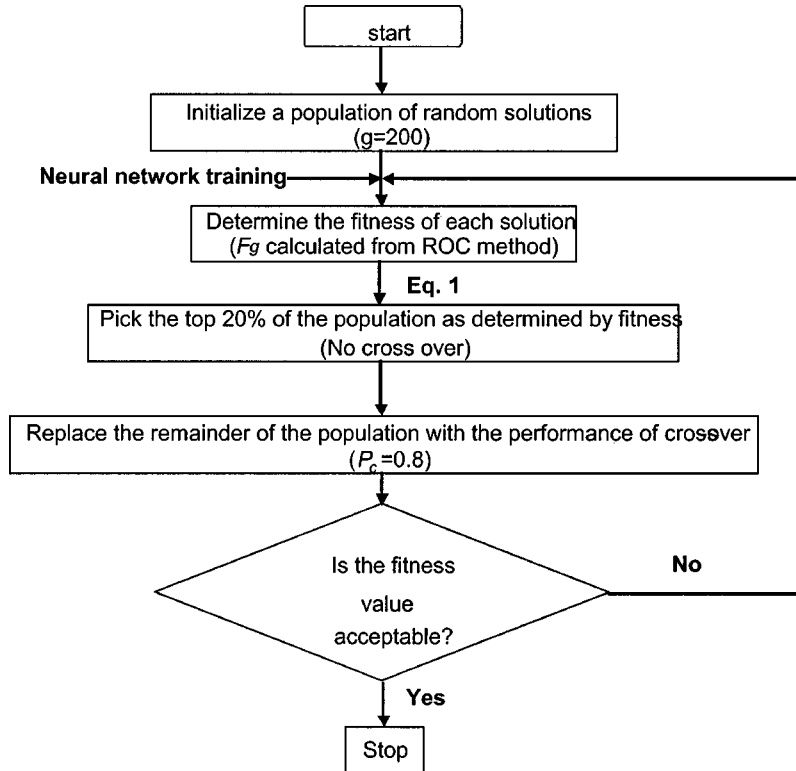 start
Initialize a population of random solutions
(g=200)
Neural network training
Determine the fitness of each solution
(Fg calculated from ROC method)
Eq. 1
Pick the top 20% of the population as determined by fitness
(No cross over)
Replace the remainder of the population with the performance of crossover
(Pc=0.8)
Is the fitness
value
acceptable?
No
Yes
Stop